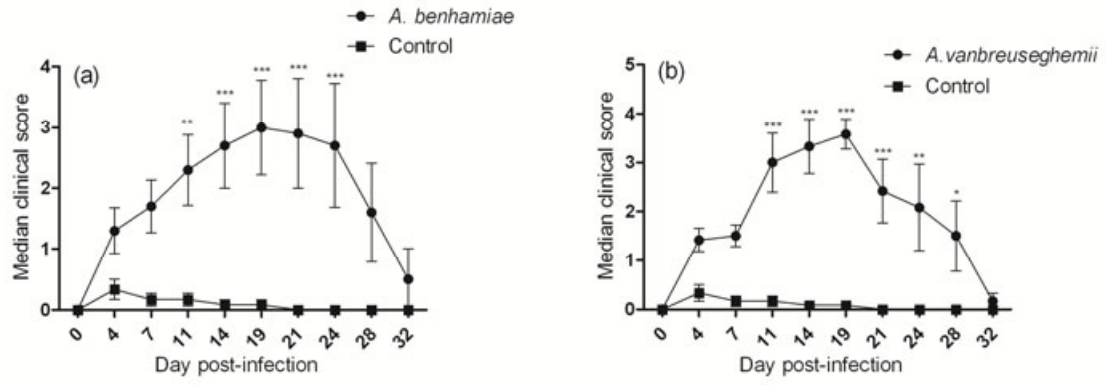 A. benhamiae
Control
(a)
Median clinical score
4
3
2
1
0
** *** *** *** ***
0 4 7 11 14 19 21 24 28 32
Day post-infection
A.vanbreuseghemii
Control
(b)
Median clinical score
5
4
3
2
1
0
*** *** *** *** ** *
0 4 7 11 14 19 21 24 28 32
Day post-infection